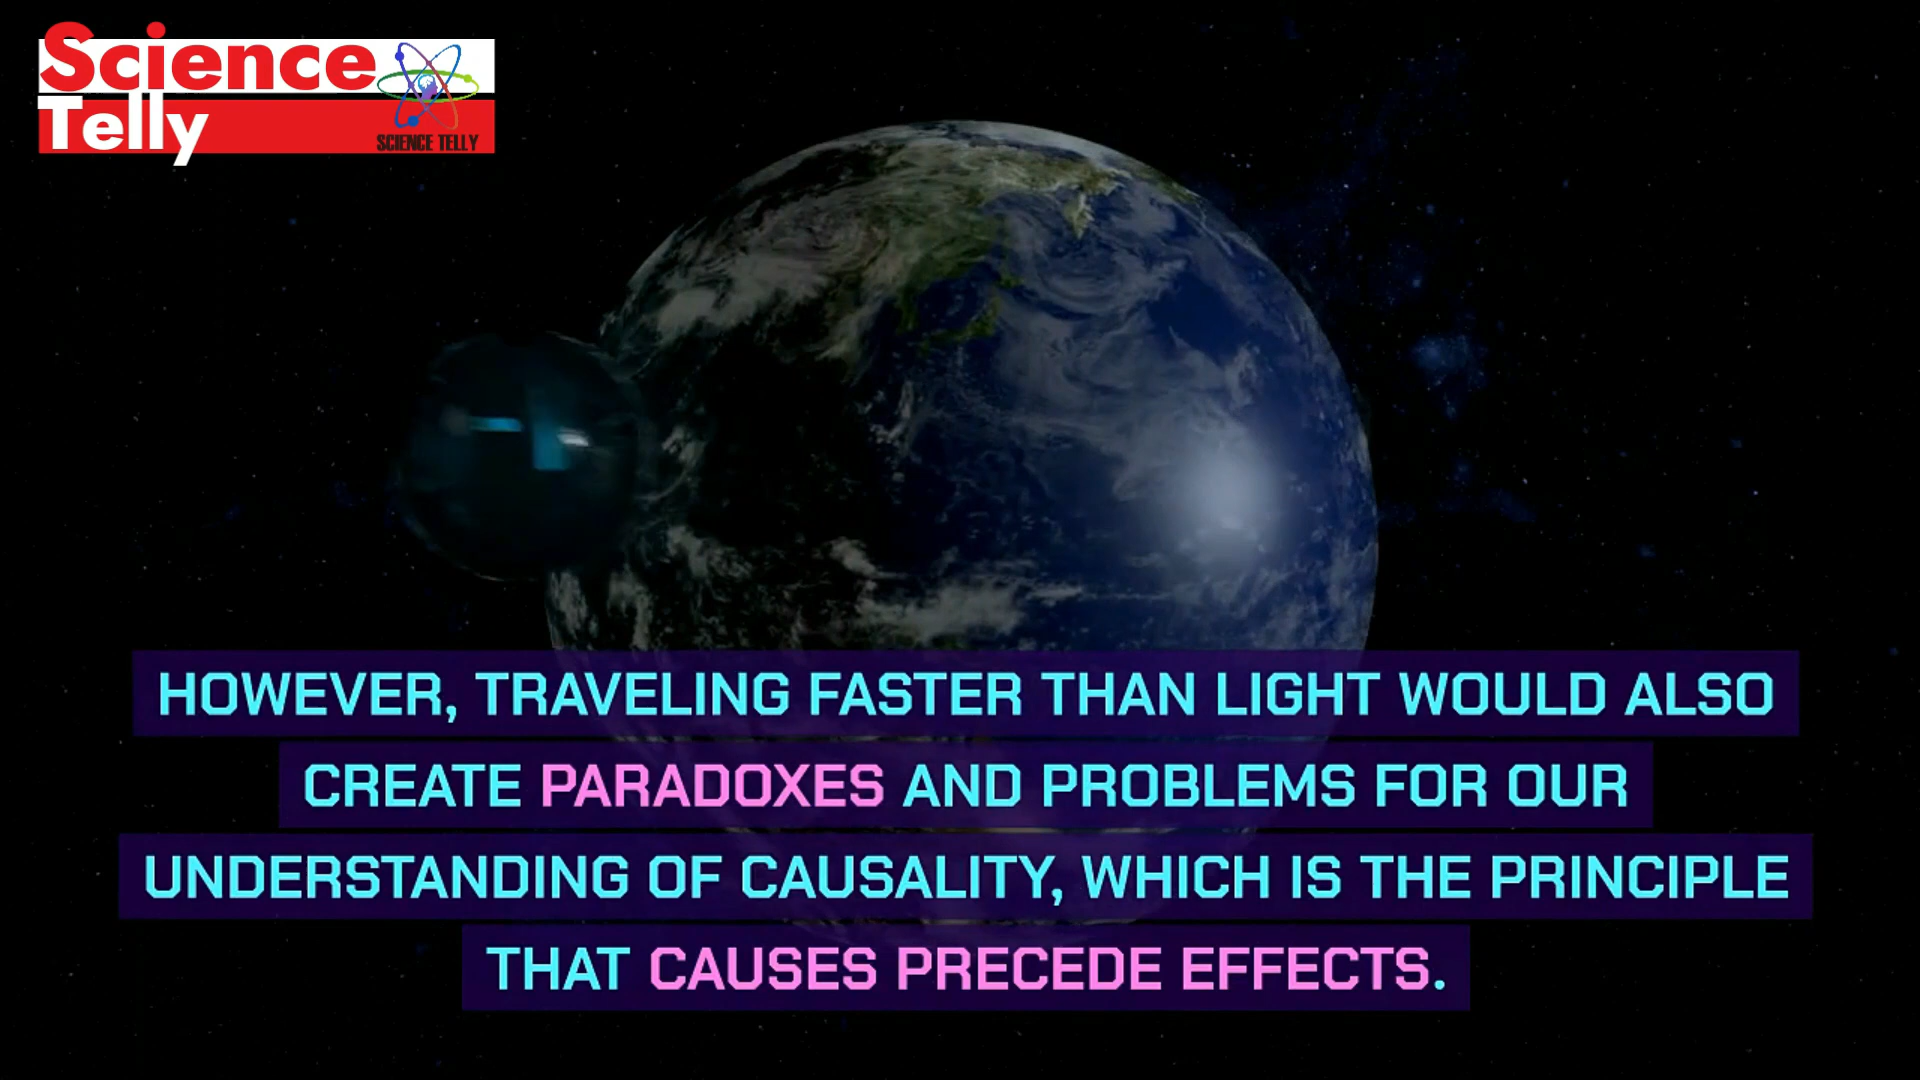 Science
Telly
SCIENCE TELLY
HOWEVER, TRAVELING FASTER THAN LIGHT WOULD ALSO
CREATE PARADOXES AND PROBLEMS FOR OUR
UNDERSTANDING OF CAUSALITY, WHICH IS THE PRINCIPLE
THAT CAUSES PRECEDE EFFECTS.